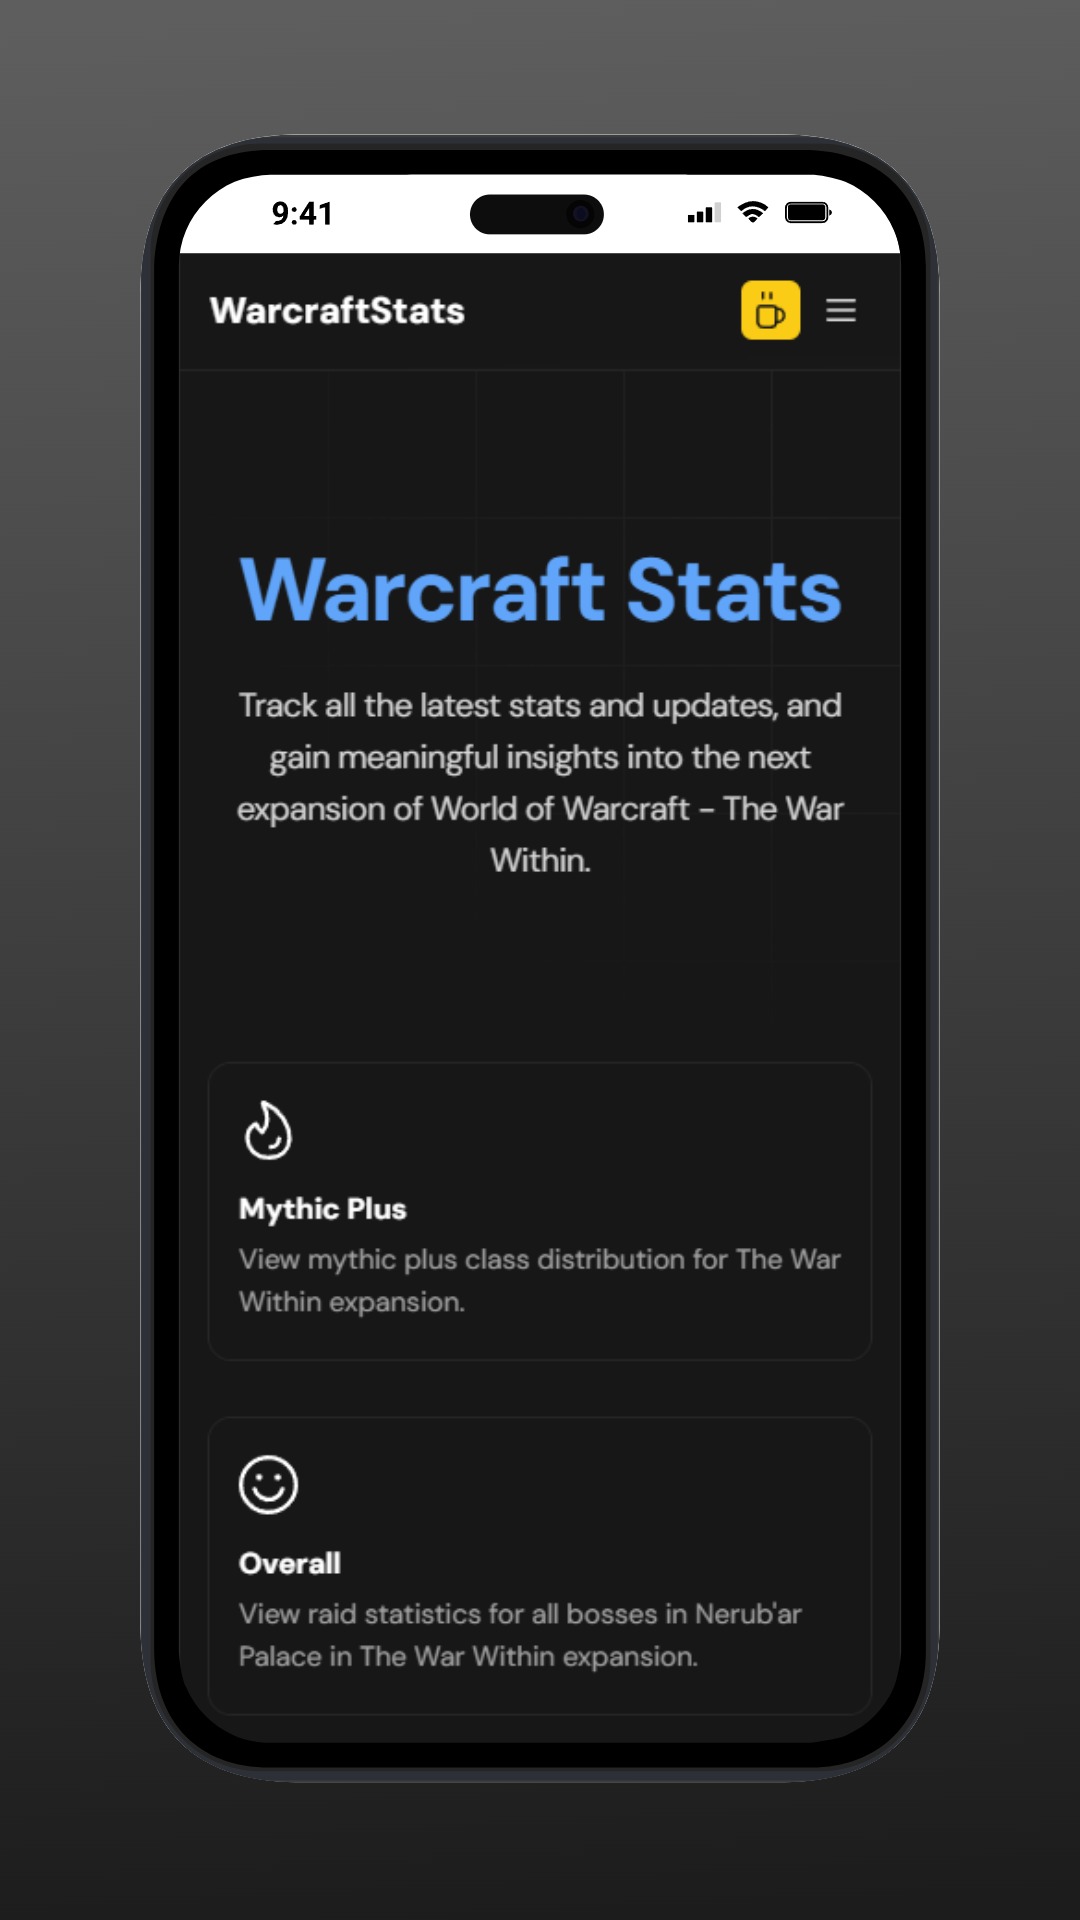 9:41
WarcraftStats
Warcraft Stats
Track all the latest stats and updates, and
gain meaningful insights into the next
expansion of World of Warcraft - The War
Within.
Mythic Plus
View mythic plus class distribution for The War
Within expansion.
Overall
View raid statistics for all bosses in Nerub'ar
Palace in The War Within expansion.